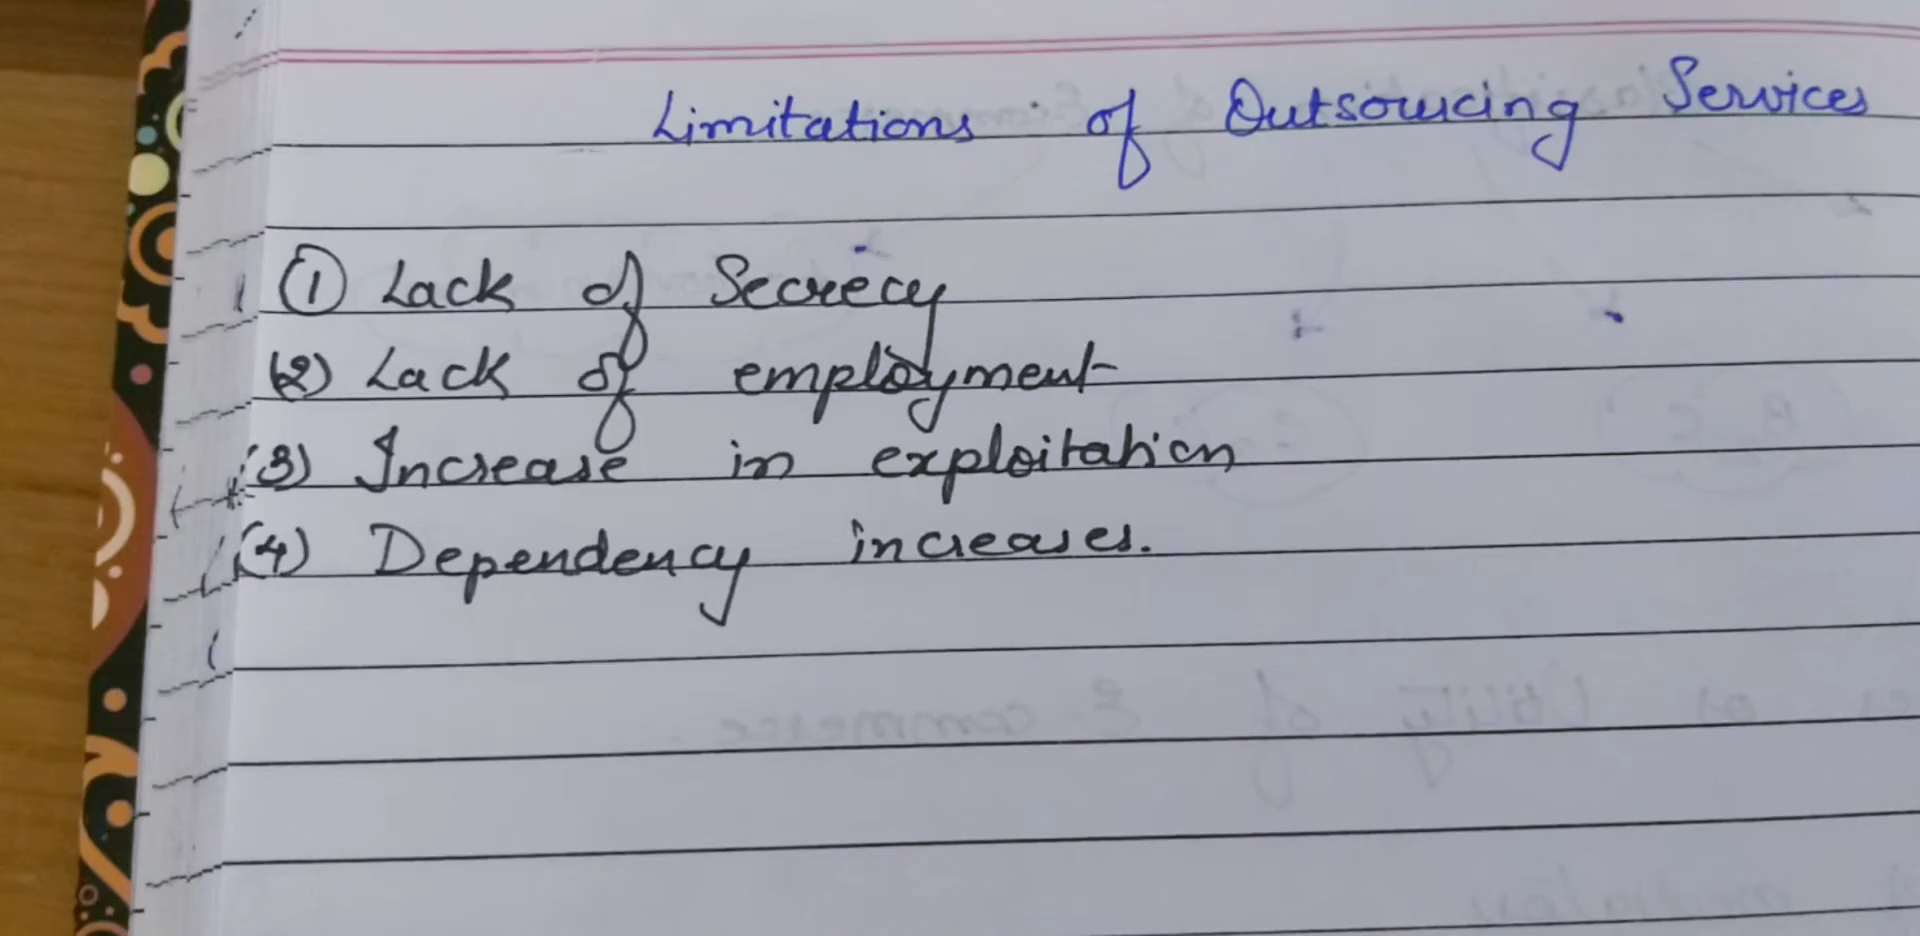 Limitations of Outsourcing Services
① Lack of Secrecy
(2) Lack of employment
(3) Increase in exploitation
(4) Dependency increases.